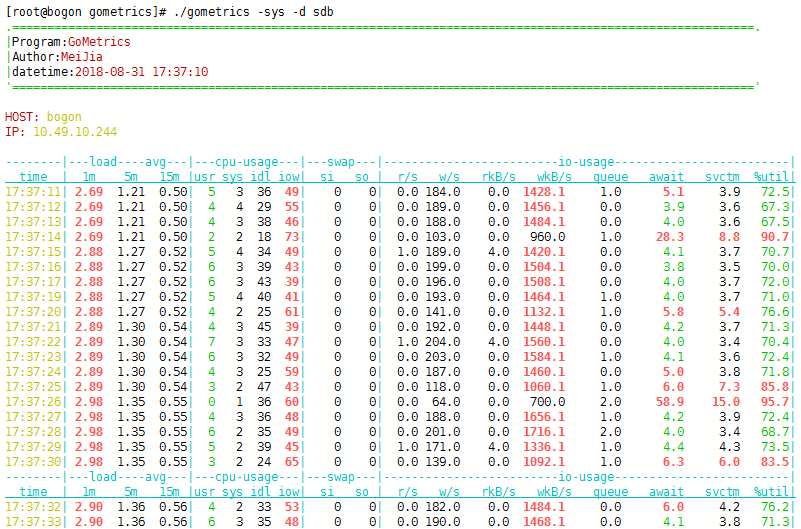 [root@bogon gometrics]# ./gometrics -sys -d sdb
.===========================================================================================================.
|Program:GoMetrics
|Author:MeiJia
|datetime:2018-08-31 17:37:10
'==========================================================================================================='

HOST: bogon
IP: 10.49.10.244

--------|---load----avg---|---cpu-usage---|---swap---|-------------------------io-usage-------------------------|
  time  |  1m    5m   15m |usr sys idl iow|  si   so |  r/s   w/s    rkB/s   wkB/s   queue   await   svctm   %util|
17:37:11| 2.69  1.21  0.50|  5   3  36  49|    0    0|  0.0 184.0    0.0  1428.1    1.0     5.1    3.9    72.5|
17:37:12| 2.69  1.21  0.50|  4   4  29  55|    0    0|  0.0 189.0    0.0  1456.1    1.0     3.9    3.6    67.3|
17:37:13| 2.69  1.21  0.50|  4   3  38  46|    0    0|  0.0 188.0    0.0  1484.1    1.0     4.0    3.6    67.5|
17:37:14| 2.69  1.21  0.50|  2   2  18  73|    0    0|  0.0 103.0    0.0   960.0    1.0    28.3    8.8    90.7|
17:37:15| 2.88  1.27  0.52|  5   4  34  49|    0    0|  1.0 189.0    4.0  1420.1    0.0     4.1    3.7    70.7|
17:37:16| 2.88  1.27  0.52|  6   3  39  43|    0    0|  0.0 199.0    0.0  1504.1    0.0     3.8    3.5    70.0|
17:37:17| 2.88  1.27  0.52|  6   3  43  39|    0    0|  0.0 196.0    0.0  1508.1    0.0     4.0    3.7    72.0|
17:37:19| 2.88  1.27  0.52|  5   4  40  41|    0    0|  0.0 193.0    0.0  1464.1    1.0     4.0    3.7    71.0|
17:37:20| 2.88  1.27  0.52|  4   2  25  61|    0    0|  0.0 141.0    0.0  1132.1    1.0     5.8    5.4    76.6|
17:37:21| 2.89  1.30  0.54|  4   3  45  39|    0    0|  0.0 192.0    0.0  1448.1    0.0     4.2    3.7    71.3|
17:37:22| 2.89  1.30  0.54|  7   3  33  47|    0    0|  1.0 204.0    4.0  1560.1    0.0     4.0    3.4    70.4|
17:37:23| 2.89  1.30  0.54|  6   3  32  49|    0    0|  0.0 203.0    0.0  1584.1    1.0     4.1    3.6    72.4|
17:37:24| 2.89  1.30  0.54|  4   3  25  59|    0    0|  0.0 187.0    0.0  1460.1    0.0     5.0    3.8    71.8|
17:37:25| 2.89  1.30  0.54|  3   2  47  43|    0    0|  0.0 118.0    0.0  1060.1    1.0     6.0    7.3    85.8|
17:37:26| 2.98  1.35  0.55|  0   1  36  60|    0    0|  0.0  64.0    0.0   700.0    2.0    58.9   15.0    95.7|
17:37:27| 2.98  1.35  0.55|  4   3  36  48|    0    0|  0.0 188.0    0.0  1656.1    1.0     4.2    3.9    72.4|
17:37:28| 2.98  1.35  0.55|  6   2  35  49|    0    0|  0.0 201.0    0.0  1716.1    2.0     4.0    3.4    68.7|
17:37:29| 2.98  1.35  0.55|  5   2  39  45|    0    0|  1.0 171.0    4.0  1336.1    1.0     4.4    4.3    73.5|
17:37:30| 2.98  1.35  0.55|  3   2  24  65|    0    0|  0.0 139.0    0.0  1092.1    1.0     6.3    6.0    83.5|
--------|---load----avg---|---cpu-usage---|---swap---|-------------------------io-usage-------------------------|
  time  |  1m    5m   15m |usr sys idl iow|  si   so |  r/s   w/s    rkB/s   wkB/s   queue   await   svctm   %util|
17:37:32| 2.90  1.36  0.56|  4   2  33  53|    0    0|  0.0 182.0    0.0  1484.1    1.0     6.0    4.2    76.2|
17:37:33| 2.90  1.36  0.56|  6   3  35  48|    0    0|  0.0 190.0    0.0  1468.1    0.0     4.1    3.8    71.3|